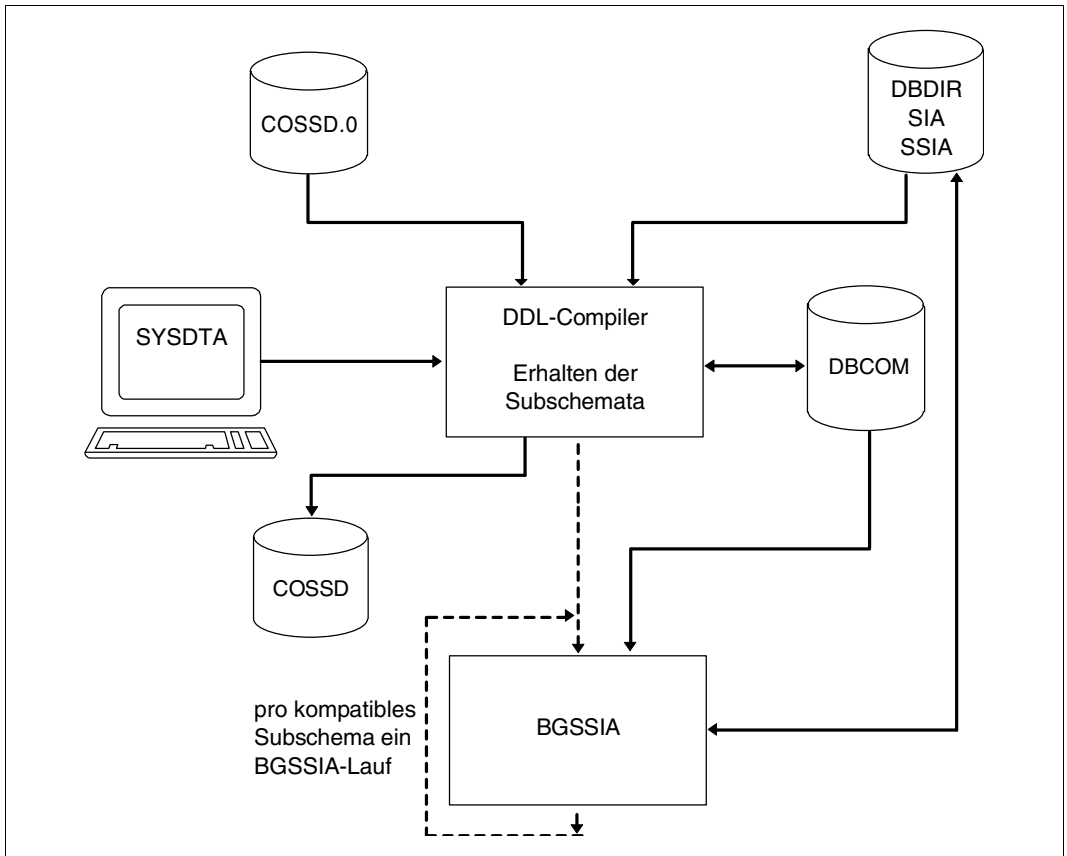 COSSD.0
DBDIR
SIA
SSIA
SYSDTA
DDL-Compiler
Erhalten der
Subschemata
DBCOM
COSSD
pro kompatibles
Subschema ein
BGSSIA-Lauf
BGSSIA